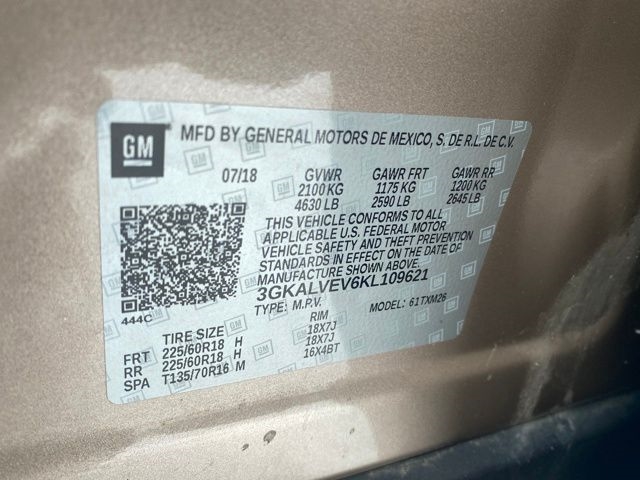 GM
MFD BY GENERAL MOTORS DE MEXICO, S. DE R.L. DE C.V.
07/18 GVWR GAWR FRT GAWR RR
2100 KG 1175 KG 1200 KG
4630 LB 2590 LB 2645 LB
THIS VEHICLE CONFORMS TO ALL
APPLICABLE U.S. FEDERAL MOTOR
VEHICLE SAFETY AND THEFT PREVENTION
STANDARDS IN EFFECT ON THE DATE OF
MANUFACTURE SHOWN ABOVE.
3GKALVEV6KL109621
TYPE: M.P.V. MODEL: 61TXM26
444C
TIRE SIZE RIM
FRT 225/60R18 H 18X7J
RR 225/60R18 H 18X7J
SPA T135/70R16 M 16X4BT